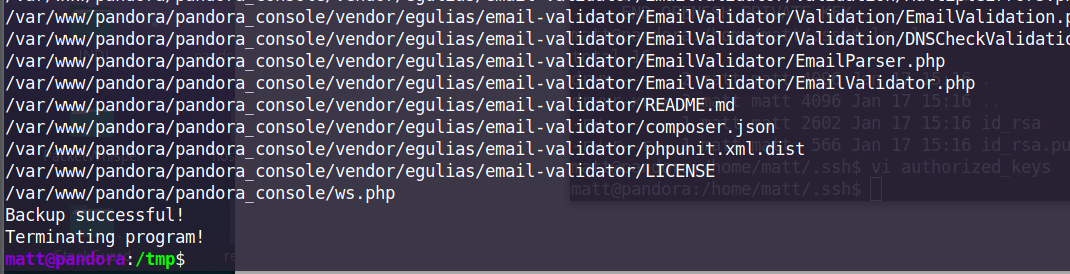 /var/www/pandora/pandora_console/vendor/egulias/email-validator/EmailValidator/Validation/EmailValidation.p
/var/www/pandora/pandora_console/vendor/egulias/email-validator/EmailValidator/Validation/DNSCheckValidatio
/var/www/pandora/pandora_console/vendor/egulias/email-validator/EmailValidator/EmailParser.php
/var/www/pandora/pandora_console/vendor/egulias/email-validator/EmailValidator/EmailValidator.php
/var/www/pandora/pandora_console/vendor/egulias/email-validator/README.md
matt 4096 Jan 17 15:16 ..
/var/www/pandora/pandora_console/vendor/egulias/email-validator/composer.json
matt 2602 Jan 17 15:16 id_rsa
/var/www/pandora/pandora_console/vendor/egulias/email-validator/phpunit.xml.dist
566 Jan 17 15:16 id_rsa.pu
/var/www/pandora/pandora_console/vendor/egulias/email-validator/LICENSE
/home/matt/.ssh$ vi authorized_keys
/var/www/pandora/pandora_console/ws.php
matt@pandora:/home/matt/.ssh$
Backup successful!
Terminating program!
matt@pandora:/tmp$